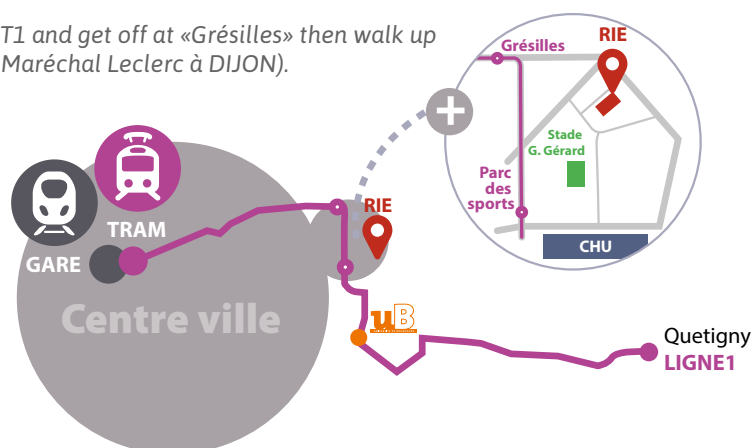 T1 and get off at «Grésilles» then walk up
Maréchal Leclerc à DIJON).
RIE
Grésilles
Stade
G. Gérard
Parc
des
sports
CHU
TRAM
GARE
RIE
Centre ville
uB
Quetigny
LIGNE1